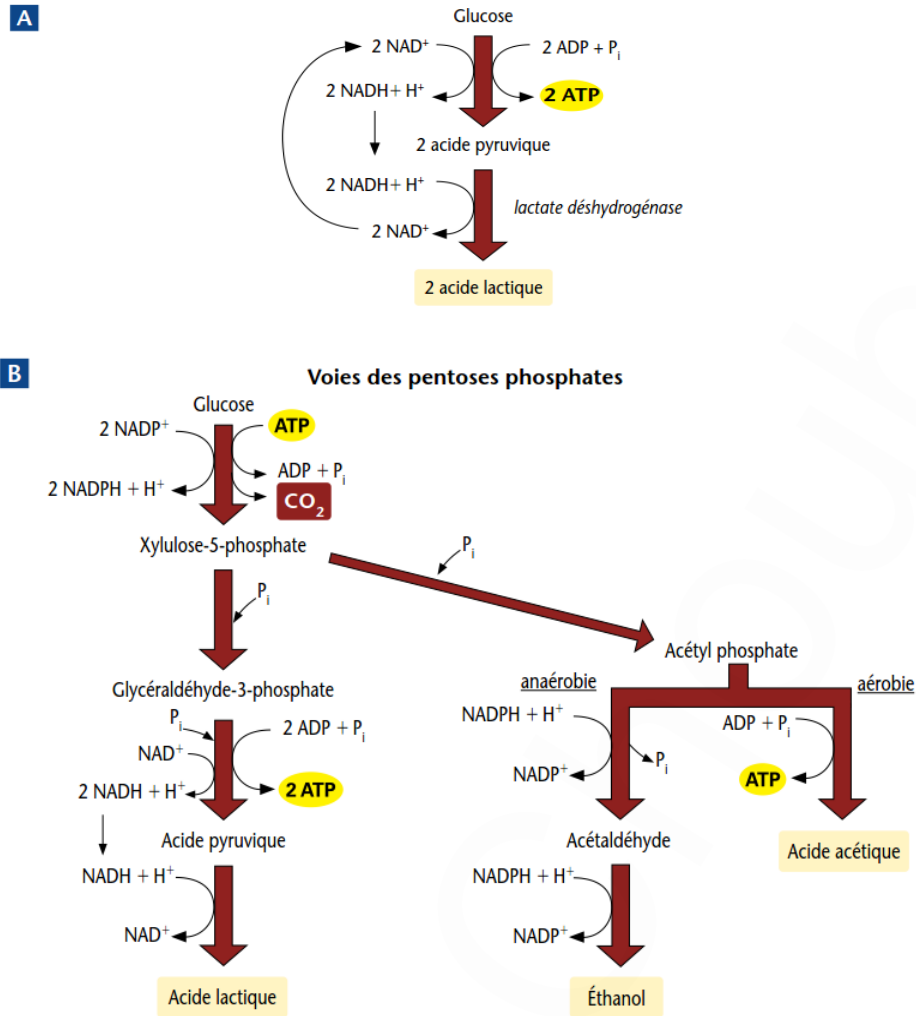 A
Glucose
2 NAD⁺
2 ADP + Pᵢ
2 NADH+ H⁺
2 ATP
2 acide pyruvique
2 NADH+ H⁺
lactate déshydrogénase
2 NAD⁺
2 acide lactique
B
Voies des pentoses phosphates
Glucose
2 NADP⁺
ATP
ADP + Pᵢ
2 NADPH + H⁺
CO₂
Xylulose-5-phosphate
Pᵢ
Pᵢ
Acétyl phosphate
Glycéraldéhyde-3-phosphate
anaérobie
aérobie
Pᵢ
2 ADP + Pᵢ
NADPH + H⁺
ADP + Pᵢ
NAD⁺
Pᵢ
2 NADH + H⁺
2 ATP
NADP⁺
ATP
Acide pyruvique
Acétaldéhyde
Acide acétique
NADH + H⁺
NADPH + H⁺
NAD⁺
NADP⁺
Acide lactique
Éthanol